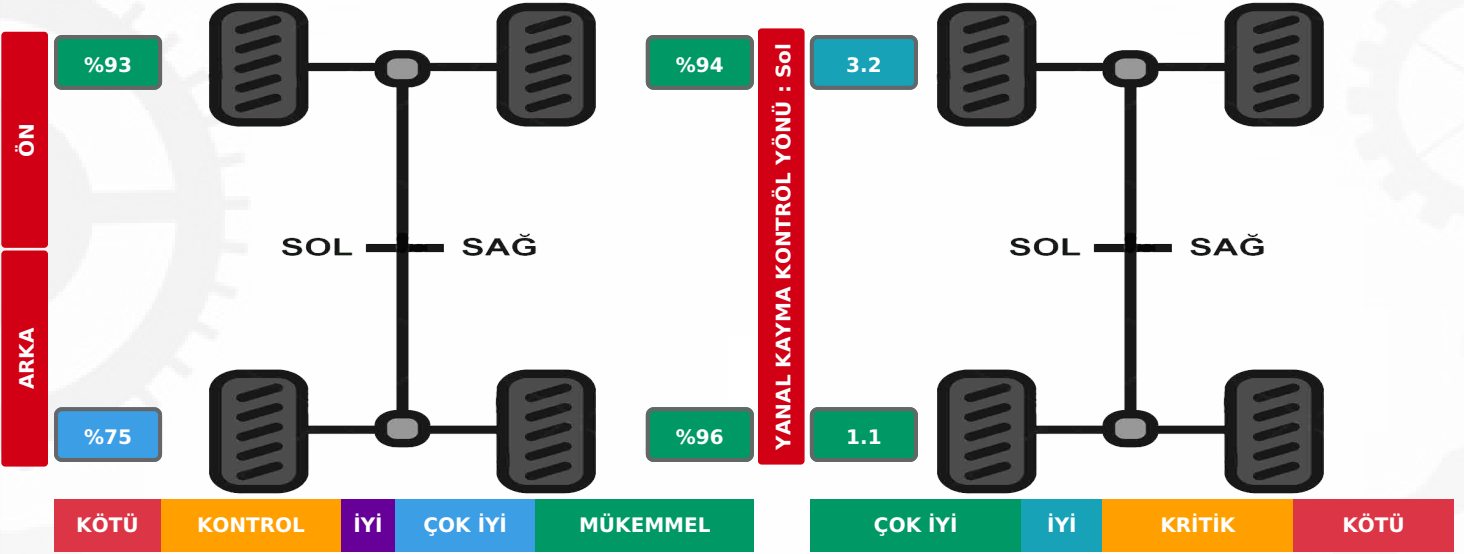 ÖN
%93
%94
YANAL KAYMA KONTRÖL YÖNÜ : Sol
3.2
SOL SAĞ
SOL SAĞ
ARKA
%75
%96
1.1
KÖTÜ KONTROL İYİ ÇOK İYİ MÜKEMMEL
ÇOK İYİ İYİ KRİTİK KÖTÜ